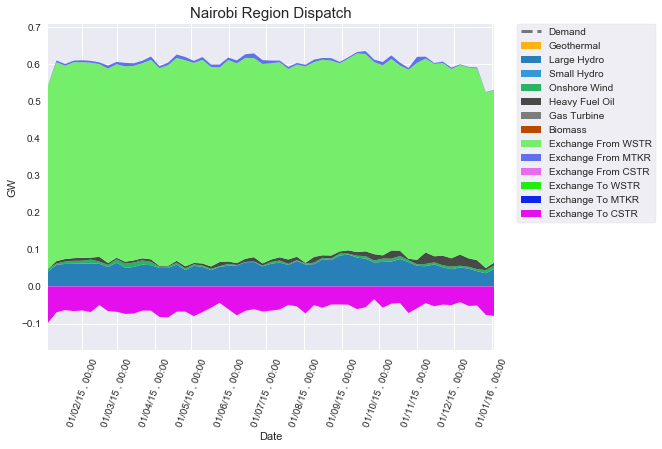 Nairobi Region Dispatch
0.7
0.6
0.5
0.4
0.3
0.2
0.1
0.0
−0.1
GW
01/02/15 , 00:00
01/03/15 , 00:00
01/04/15 , 00:00
01/05/15 , 00:00
01/06/15 , 00:00
01/07/15 , 00:00
01/08/15 , 00:00
01/09/15 , 00:00
01/10/15 , 00:00
01/11/15 , 00:00
01/12/15 , 00:00
01/01/16 , 00:00
Date
Demand
Geothermal
Large Hydro
Small Hydro
Onshore Wind
Heavy Fuel Oil
Gas Turbine
Biomass
Exchange From WSTR
Exchange From MTKR
Exchange From CSTR
Exchange To WSTR
Exchange To MTKR
Exchange To CSTR